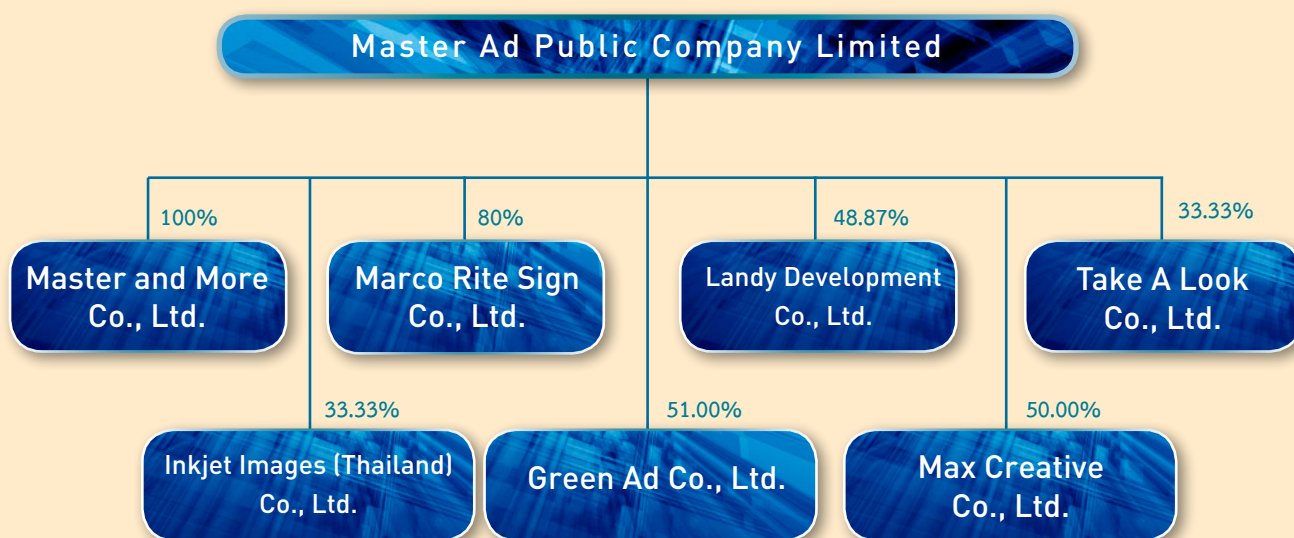 Master Ad Public Company Limited
100%
80%
48.87%
33.33%
Master and More
Co., Ltd.
Marco Rite Sign
Co., Ltd.
Landy Development
Co., Ltd.
Take A Look
Co., Ltd.
33.33%
51.00%
50.00%
Inkjet Images (Thailand)
Co., Ltd.
Green Ad Co., Ltd.
Max Creative
Co., Ltd.